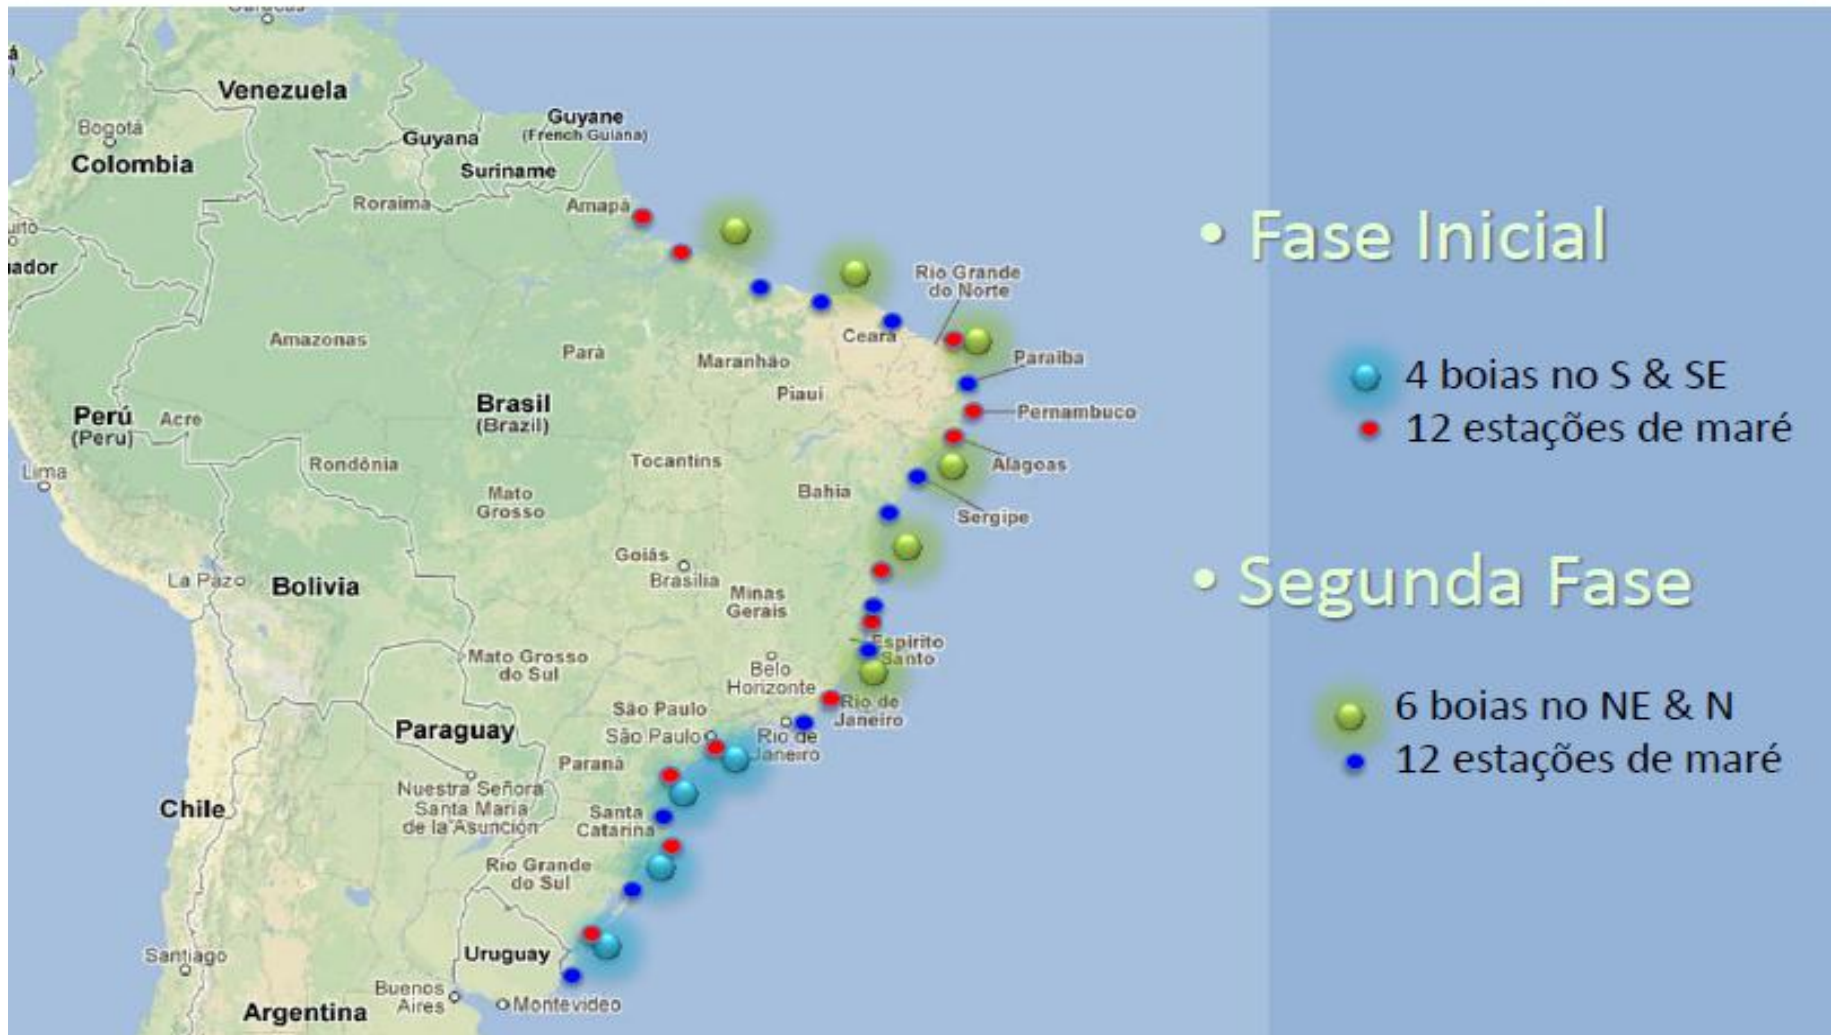 Caracas
Venezuela
Bogotá
Colombia
Guyana
Guyane
(French Guiana)
Suriname
Roraima
Amapá
uito
uador
Amazonas
Pará
Maranhão
Ceará
Rio Grande
do Norte
Piauí
Paraíba
Pernambuco
Alagoas
Sergipe
Perú
(Peru)
Acre
Brasil
(Brazil)
Lima
Rondônia
Tocantins
Mato
Grosso
Bahia
Goiás
Brasília
La Paz
Bolivia
Minas
Gerais
Mato Grosso
do Sul
Belo
Horizonte
Espírito
Santo
São Paulo
São Paulo
Rio de
Janeiro
Rio de
Janeiro
Paraguay
Paraná
Nuestra Señora
Santa María
de la Asunción
Santa
Catarina
Chile
Rio Grande
do Sul
Uruguay
Santiago
Buenos
Aires
Montevideo
Argentina
• Fase Inicial
4 boias no S & SE
12 estações de maré
• Segunda Fase
6 boias no NE & N
12 estações de maré